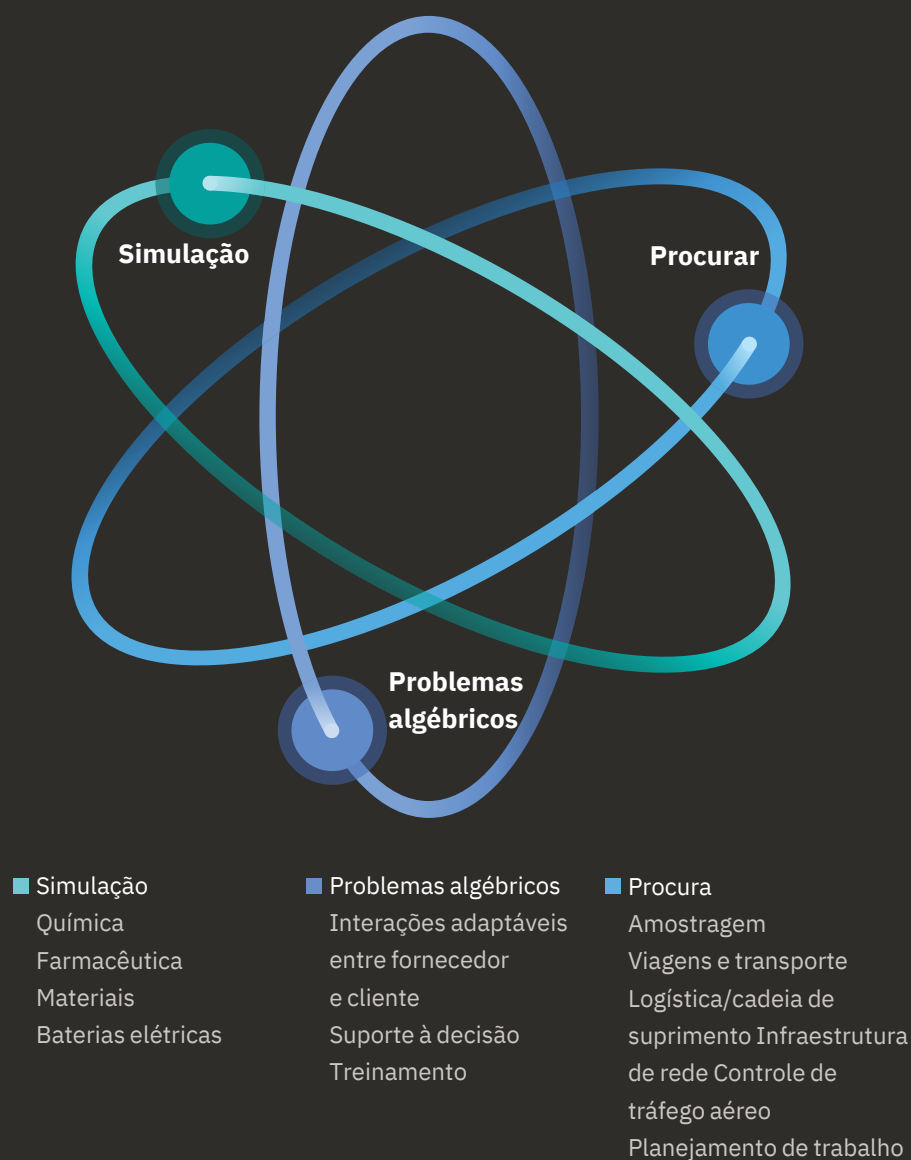 Simulação
Procurar
Problemas
algébricos
Simulação
Química
Farmacêutica
Materiais
Baterias elétricas
Problemas algébricos
Interações adaptáveis
entre fornecedor
e cliente
Suporte à decisão
Treinamento
Procura
Amostragem
Viagens e transporte
Logística/cadeia de
suprimento Infraestrutura
de rede Controle de
tráfego aéreo
Planejamento de trabalho